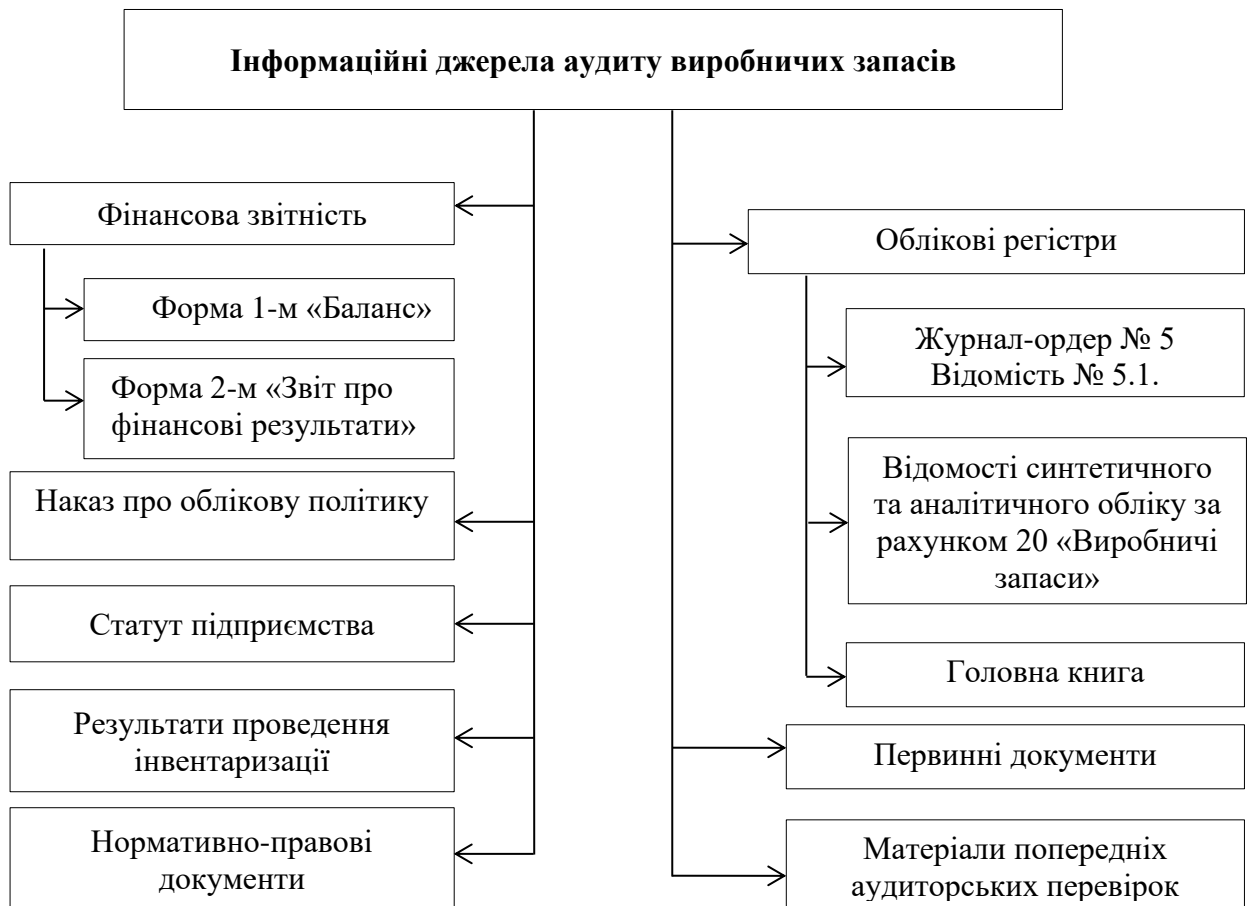 Інформаційні джерела аудиту виробничих запасів
Фінансова звітність
Форма 1-м «Баланс»
Форма 2-м «Звіт про
фінансові результати»
Наказ про облікову політику
Статут підприємства
Результати проведення
інвентаризації
Нормативно-правові
документи
Облікові регістри
Журнал-ордер № 5
Відомість № 5.1.
Відомості синтетичного
та аналітичного обліку за
рахунком 20 «Виробничі
запаси»
Головна книга
Первинні документи
Матеріали попередніх
аудиторських перевірок